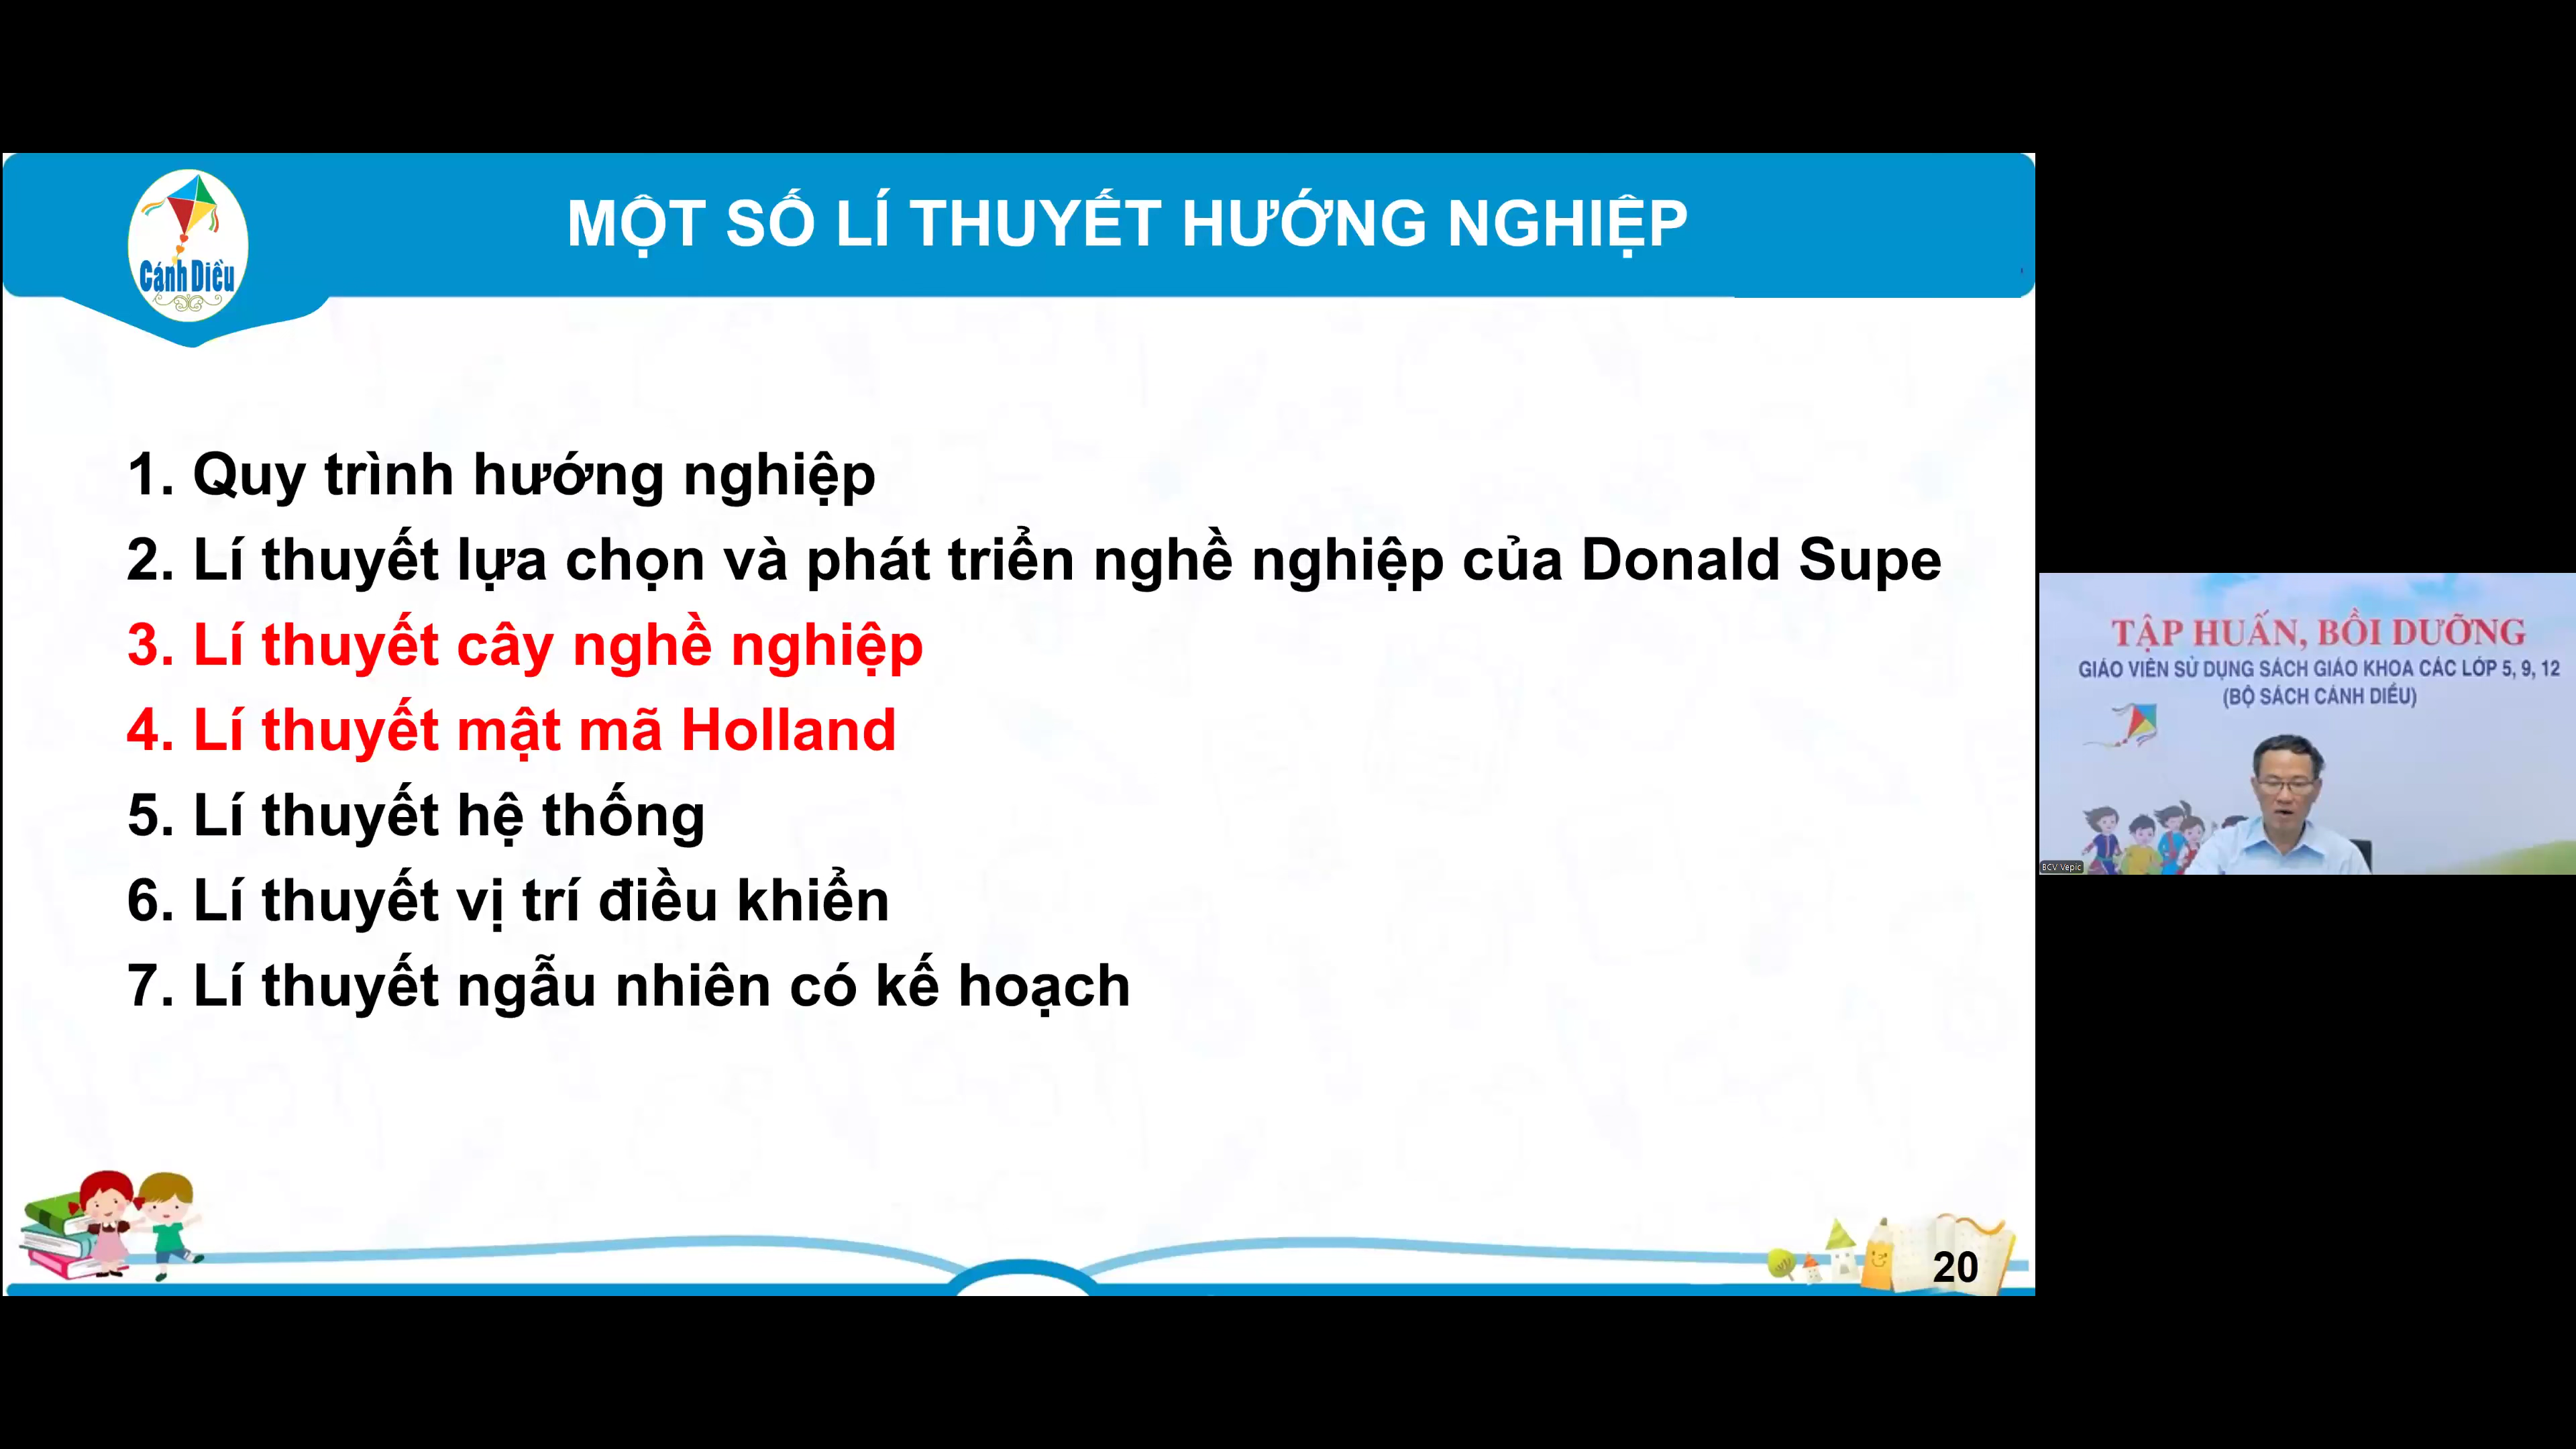 MỘT SỐ LÍ THUYẾT HƯỚNG NGHIỆP
Cánh Diều
1. Quy trình hướng nghiệp
2. Lí thuyết lựa chọn và phát triển nghề nghiệp của Donald Supe
3. Lí thuyết cây nghề nghiệp
4. Lí thuyết mật mã Holland
5. Lí thuyết hệ thống
6. Lí thuyết vị trí điều khiển
7. Lí thuyết ngẫu nhiên có kế hoạch
20
TẬP HUẤN, BỒI DƯỠNG
GIÁO VIÊN SỬ DỤNG SÁCH GIÁO KHOA CÁC LỚP 5, 9, 12
(BỘ SÁCH CÁNH DIỀU)
BCV Vepic